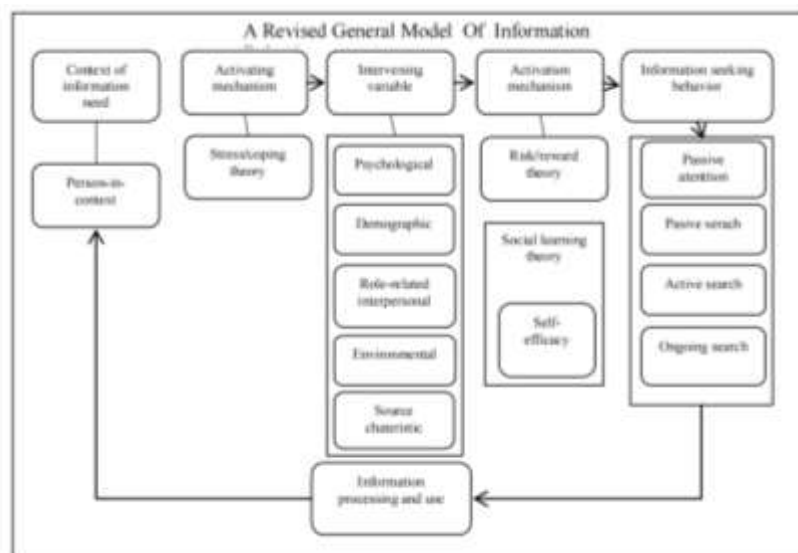 A Revised General Model Of Information
Context of
information
need
Activating
mechanism
Intervening
variable
Activation
mechanism
Information seeking
behavior
Stress/coping
theory
Risk/reward
theory
Person-in-
context
Psychological
Demographic
Role-related
interpersonal
Environmental
Source
chateristic
Social learning
theory
Self-
efficacy
Passive
atention
Pasive serach
Active search
Ongoing search
Information
processing and use